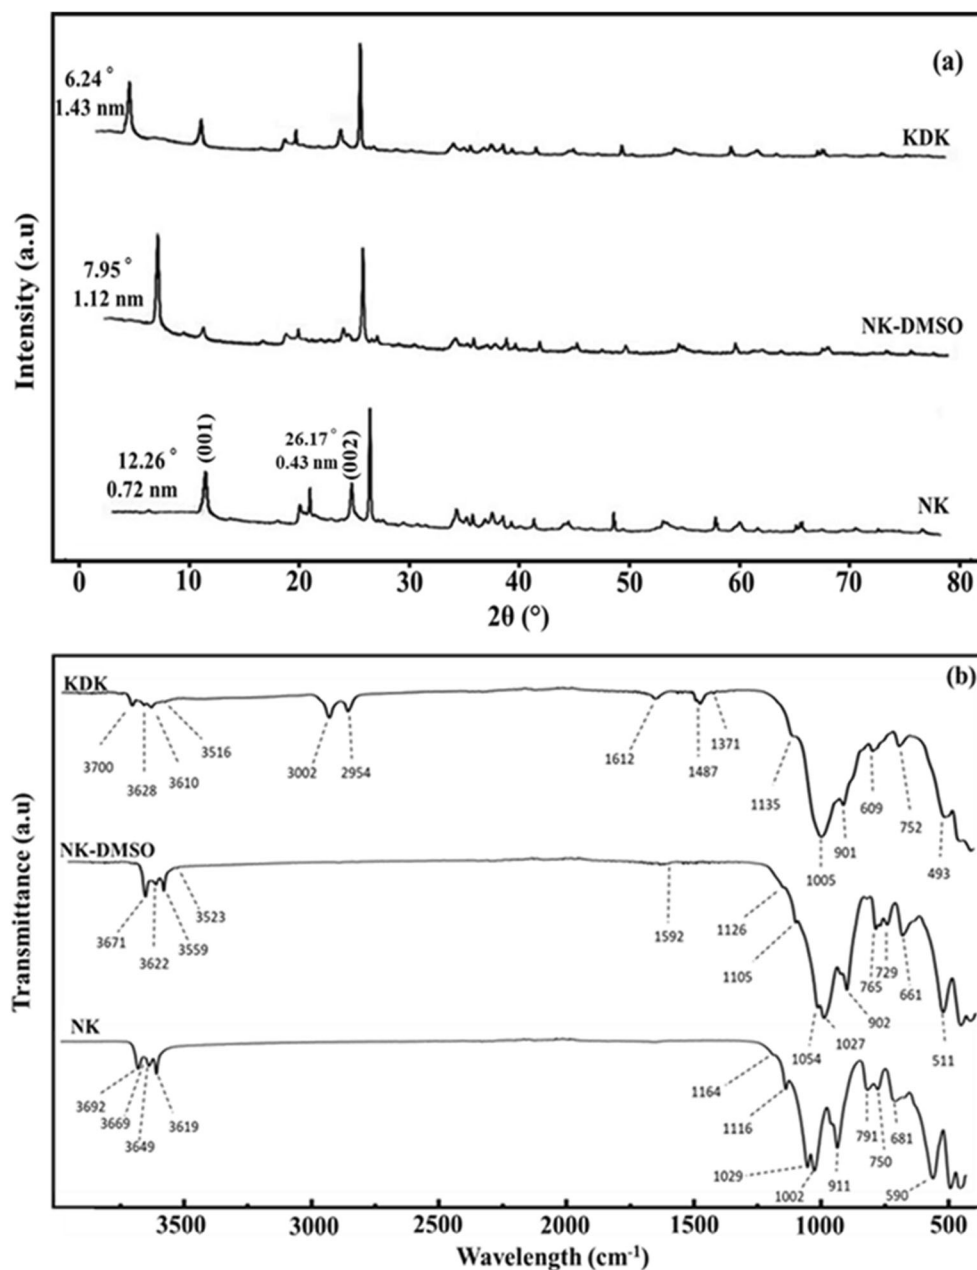 (a)
6.24°
1.43 nm
KDK
7.95°
1.12 nm
NK-DMSO
(001)
12.26°
0.72 nm
26.17°
0.43 nm
(002)
NK
Intensity (a.u)
0 10 20 30 40 50 60 70 80
2θ (°)
(b)
KDK
3700
3628
3610
3516
3002
2954
1612
1487
1371
1135
1005
901
609
752
493
NK-DMSO
3671
3622
3559
3523
1592
1126
1105
1054
1027
902
765
729
661
511
NK
3692
3669
3649
3619
1164
1116
1029
1002
911
791
750
681
590
Transmittance (a.u)
3500 3000 2500 2000 1500 1000 500
Wavelength (cm-1)